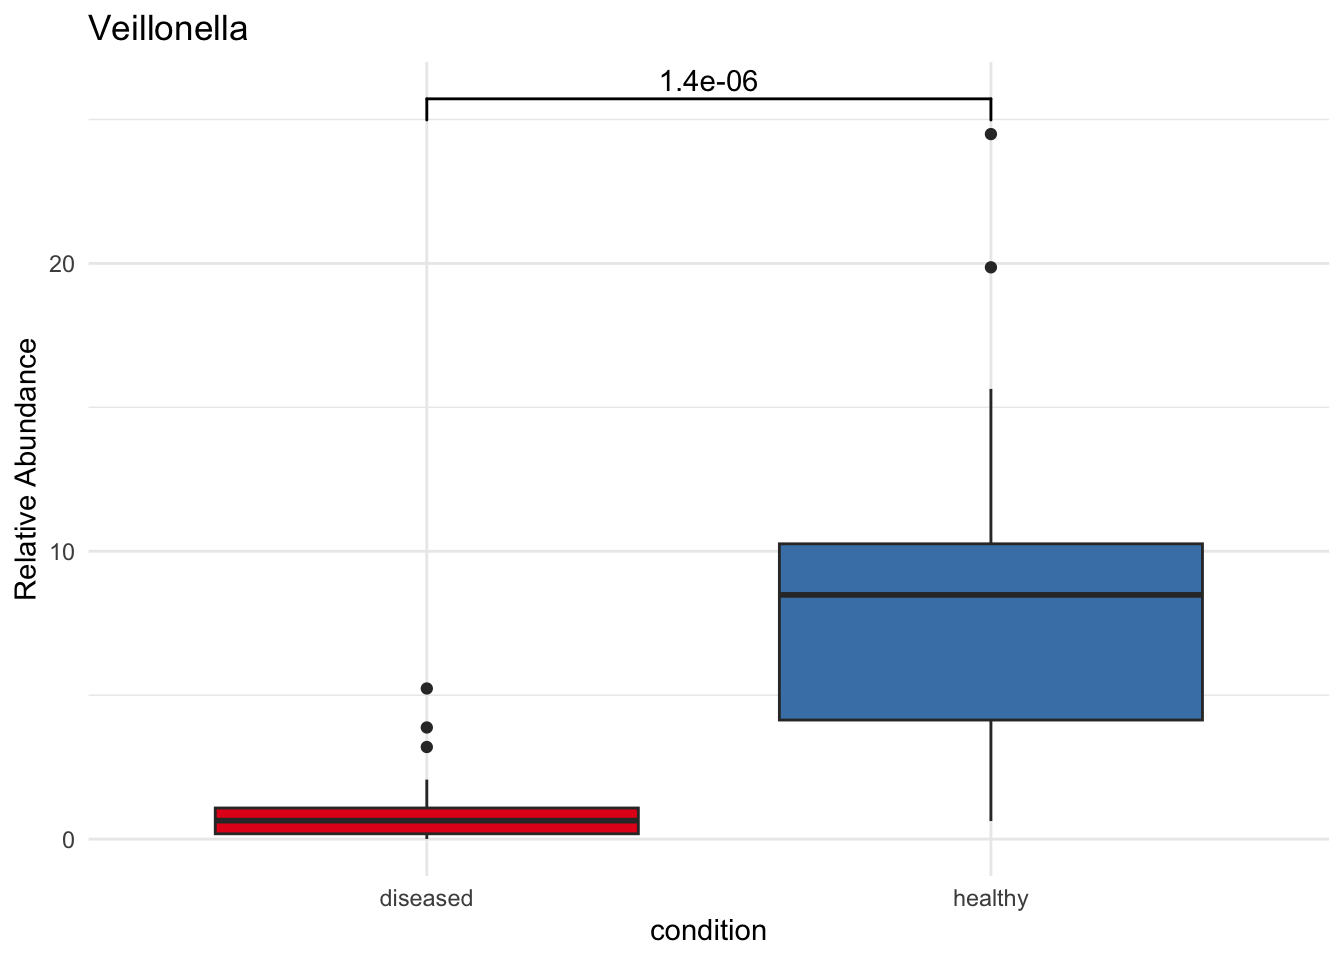 Veillonella
1.4e-06
20
10
0
Relative Abundance
diseased
healthy
condition